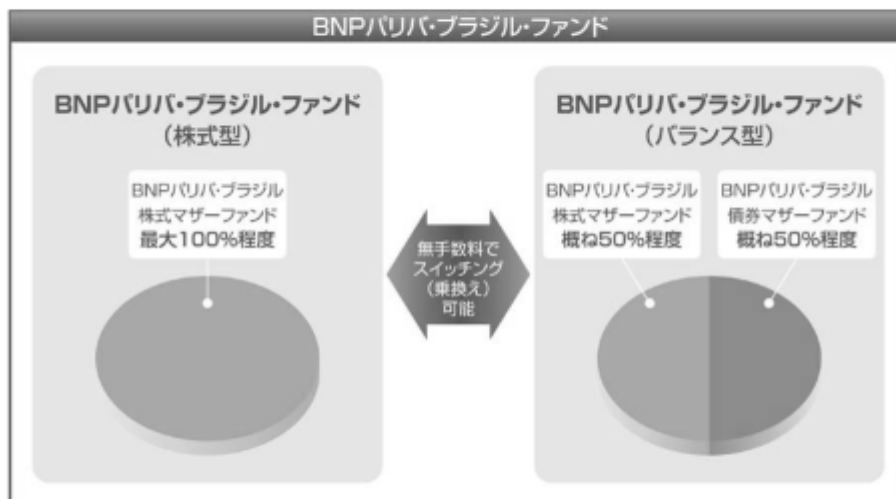 BNPパリバ・ブラジル・ファンド
BNPパリバ・ブラジル・ファンド
（株式型）
BNPパリバ・ブラジル
株式マザーファンド
最大100%程度
無手数料で
スイッチング
（乗換え）
可能
BNPパリバ・ブラジル・ファンド
（バランス型）
BNPパリバ・ブラジル
株式マザーファンド
概ね50%程度
BNPパリバ・ブラジル
債券マザーファンド
概ね50%程度